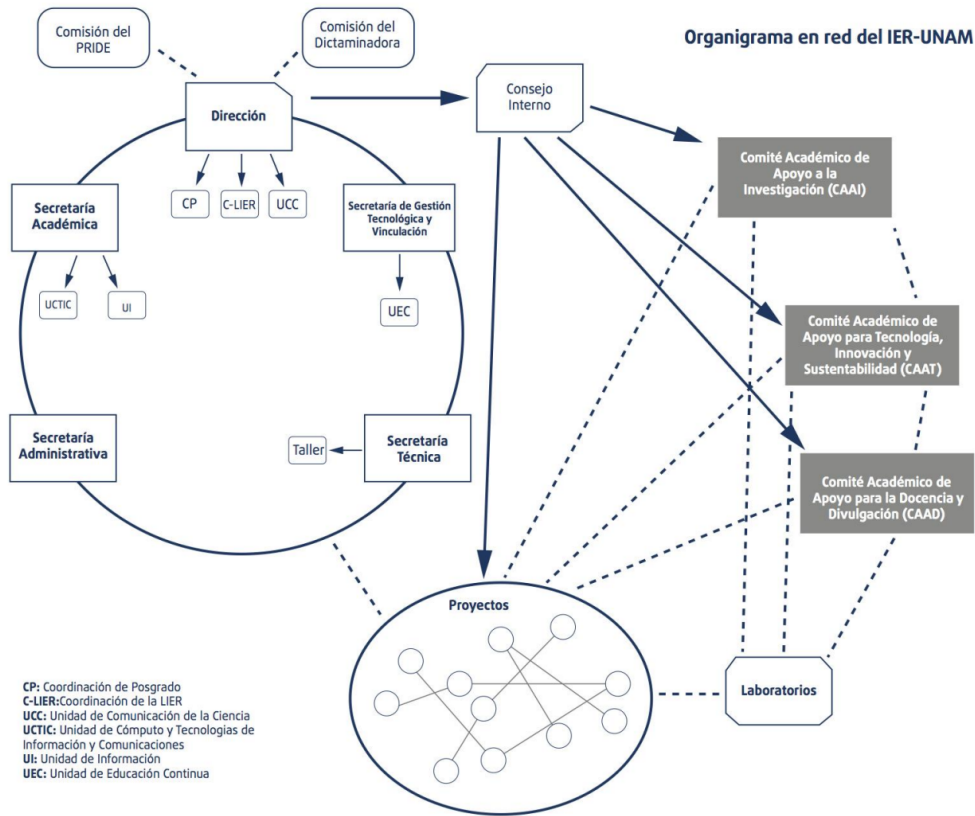 Organigrama en red del IER-UNAM
Comisión del
PRIDE
Comisión del
Dictaminadora
Dirección
Consejo
Interno
CP
C-LIER
UCC
Secretaría
Académica
Secretaría de Gestión
Tecnológica y
Vinculación
UCTIC
UI
UEC
Secretaría
Administrativa
Taller
Secretaría
Técnica
Comité Académico de
Apoyo a la
Investigación (CAAI)
Comité Académico de
Apoyo para Tecnología,
Innovación y
Sustentabilidad (CAAT)
Comité Académico de
Apoyo para la Docencia y
Divulgación (CAAD)
Proyectos
Laboratorios
CP: Coordinación de Posgrado
C-LIER:Coordinación de la LIER
UCC: Unidad de Comunicación de la Ciencia
UCTIC: Unidad de Cómputo y Tecnologias de
Información y Comunicaciones
UI: Unidad de Información
UEC: Unidad de Educación Continua